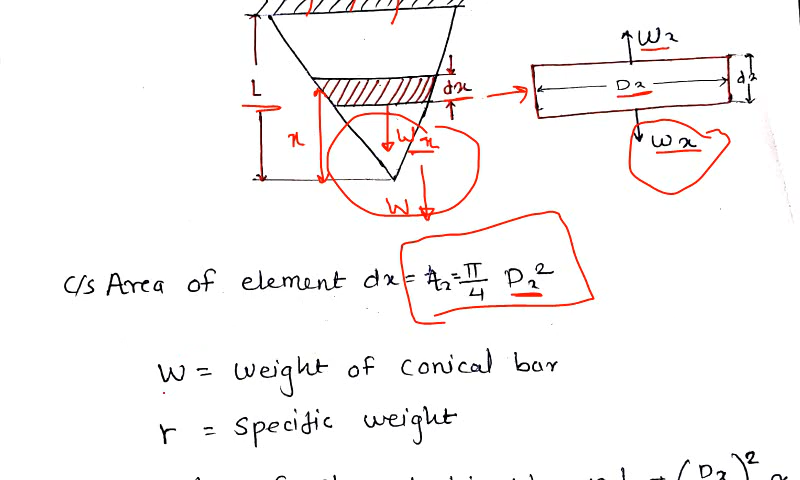 L
x
dx
Wx
W
Wx
Dx
dx
Wx
C/s Area of element dx = Ax = π/4 Dx²
W = Weight of conical bar
r = Specific weight